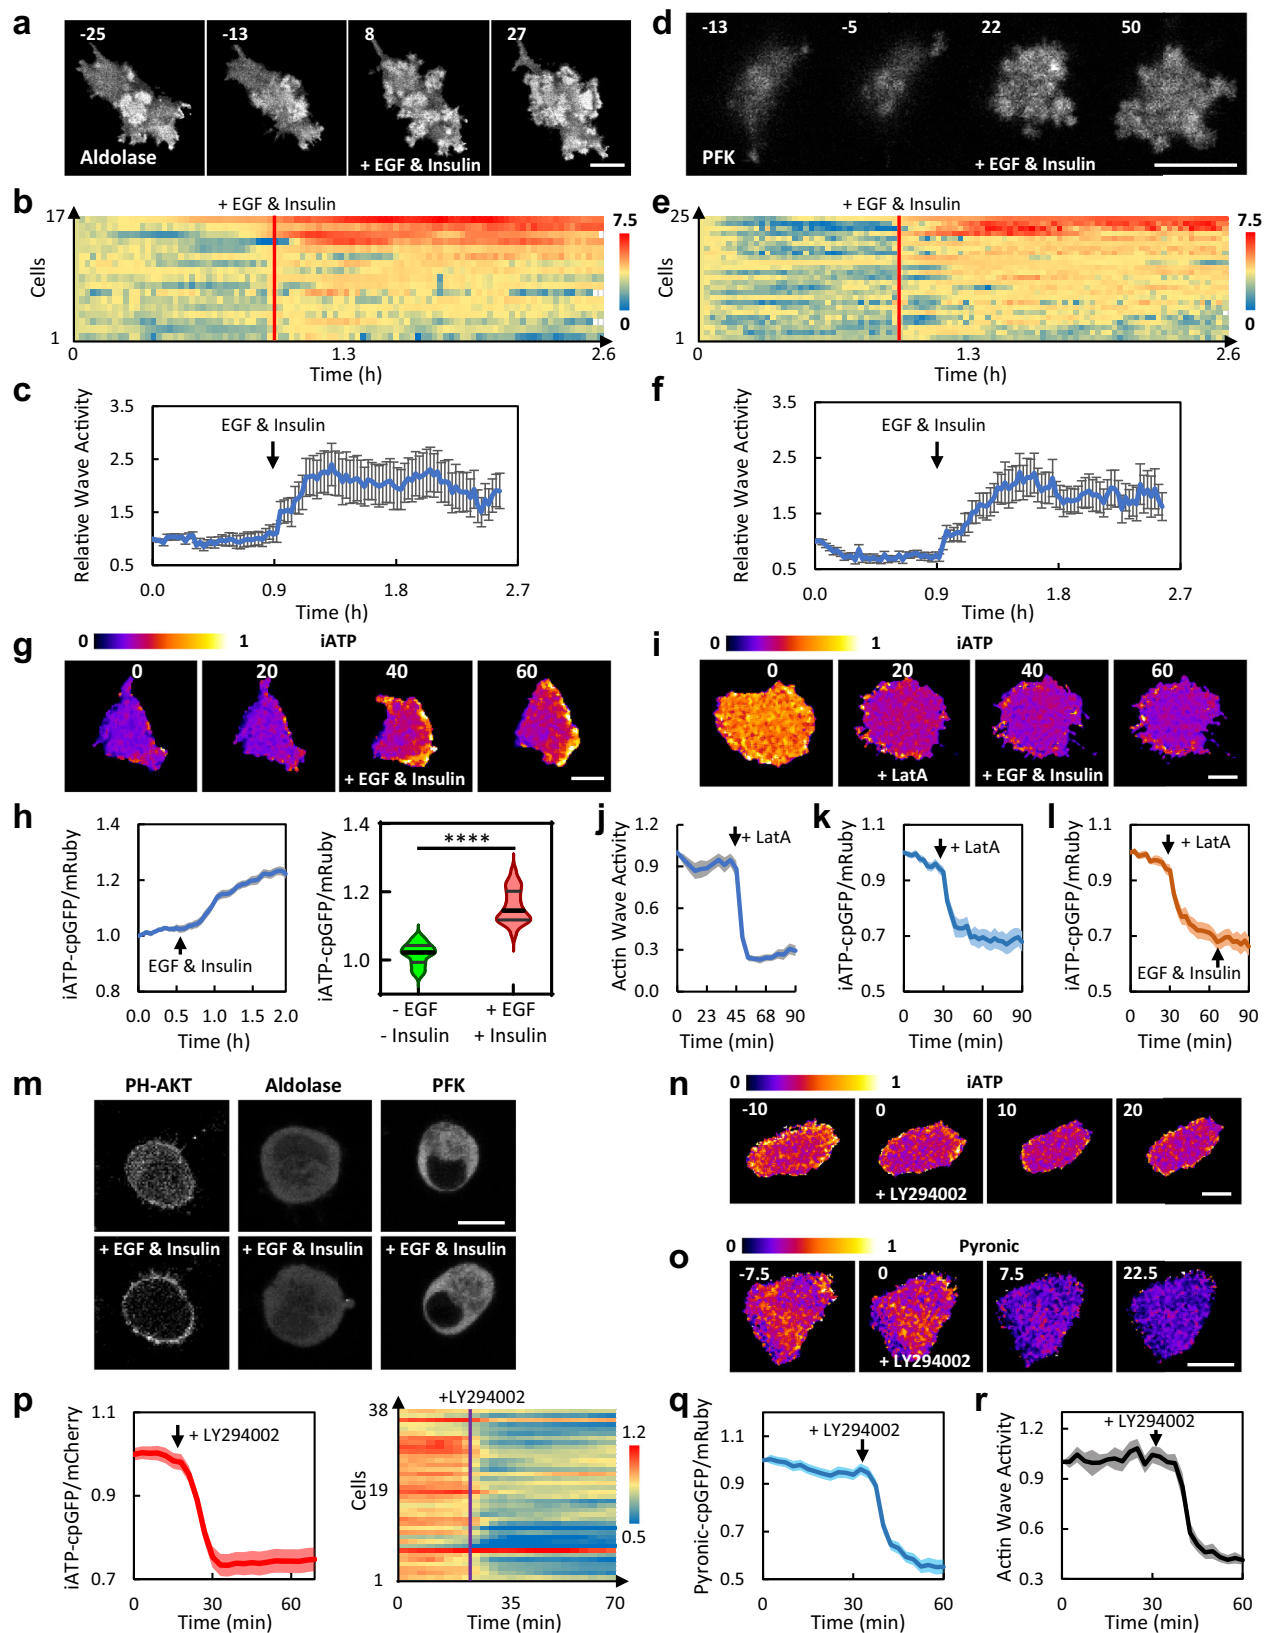 a
-25
-13
8
27
Aldolase
+ EGF & Insulin
d
-13
-5
22
50
PFK
+ EGF & Insulin
b
+ EGF & Insulin
17
Cells
1
0
1.3
2.6
Time (h)
7.5
0
e
+ EGF & Insulin
25
Cells
1
0
1.3
2.6
Time (h)
7.5
0
c
Relative Wave Activity
3.5
2.5
1.5
0.5
EGF & Insulin
0.0
0.9
1.8
2.7
Time (h)
f
Relative Wave Activity
3.5
2.5
1.5
0.5
EGF & Insulin
0.0
0.9
1.8
2.7
Time (h)
g
0
1
iATP
0
20
40
60
+ EGF & Insulin
i
0
1
iATP
0
20
40
60
+ LatA
+ EGF & Insulin
h
iATP-cpGFP/mRuby
1.4
1.2
1.0
0.8
EGF & Insulin
0.0
0.5
1.0
1.5
2.0
Time (h)
iATP-cpGFP/mRuby
1.4
1.2
1.0
****
- EGF
- Insulin
+ EGF
+ Insulin
j
Actin Wave Activity
1.2
0.9
0.6
0.3
0.0
+ LatA
0
23
45
68
90
Time (min)
k
iATP-cpGFP/mRuby
1.1
0.9
0.7
0.5
+ LatA
0
30
60
90
Time (min)
l
iATP-cpGFP/mRuby
1.1
0.9
0.7
0.5
+ LatA
EGF & Insulin
0
30
60
90
Time (min)
m
PH-AKT
Aldolase
PFK
+ EGF & Insulin
+ EGF & Insulin
+ EGF & Insulin
n
0
1
iATP
-10
0
10
20
+ LY294002
o
0
1
Pyronic
-7.5
0
7.5
22.5
+ LY294002
p
iATP-cpGFP/mCherry
1.1
0.9
0.7
+ LY294002
0
30
60
Time (min)
+LY294002
38
19
1
Cells
0
35
70
Time (min)
1.2
0.5
q
Pyronic-cpGFP/mRuby
1.1
0.9
0.7
0.5
+ LY294002
0
30
60
Time (min)
r
Actin Wave Activity
1.2
0.9
0.6
0.3
+ LY294002
0
30
60
Time (min)